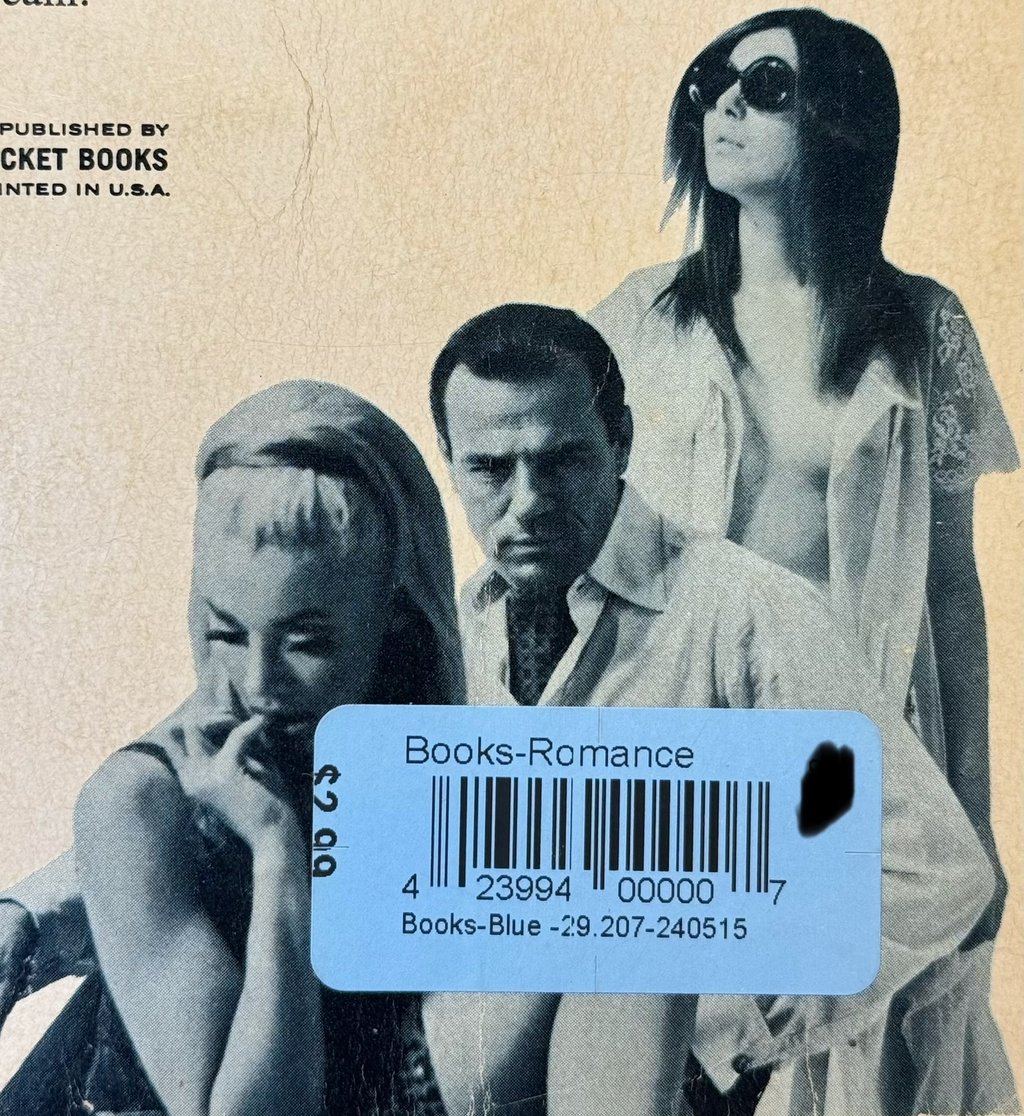 PUBLISHED BY
CKET BOOKS
INTED IN U.S.A.
Books-Romance
$2.99
4 23994 00000 7
Books-Blue -29.207-240515